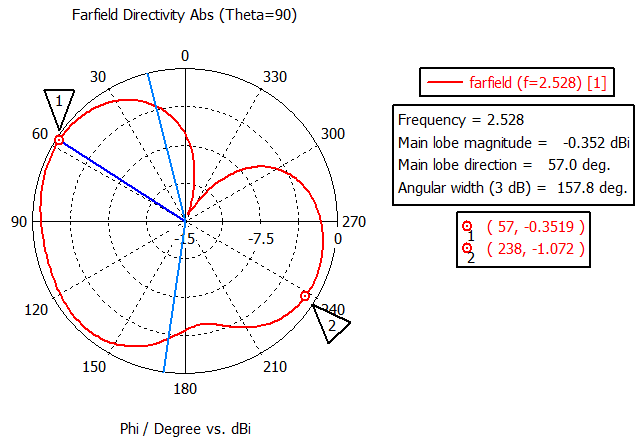 Farfield Directivity Abs (Theta=90)
0
30
330
1
farfield (f=2.528) [1]
Frequency = 2.528
60
300
Main lobe magnitude = -0.352 dBi
Main lobe direction = 57.0 deg.
Angular width (3 dB) = 157.8 deg.
90
270
-15
-7.5
0
( 57, -0.3519 )
1
( 238, -1.072 )
2
120
240
2
150
210
180
Phi / Degree vs. dBi